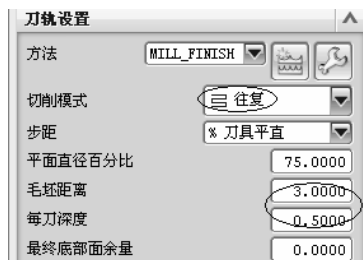 刀轨设置
方法 MILL_FINISH
切削模式 往复
步距 % 刀具平直
平面直径百分比 75.0000
毛坯距离 3.0000
每刀深度 0.5000
最终底部面余量 0.0000